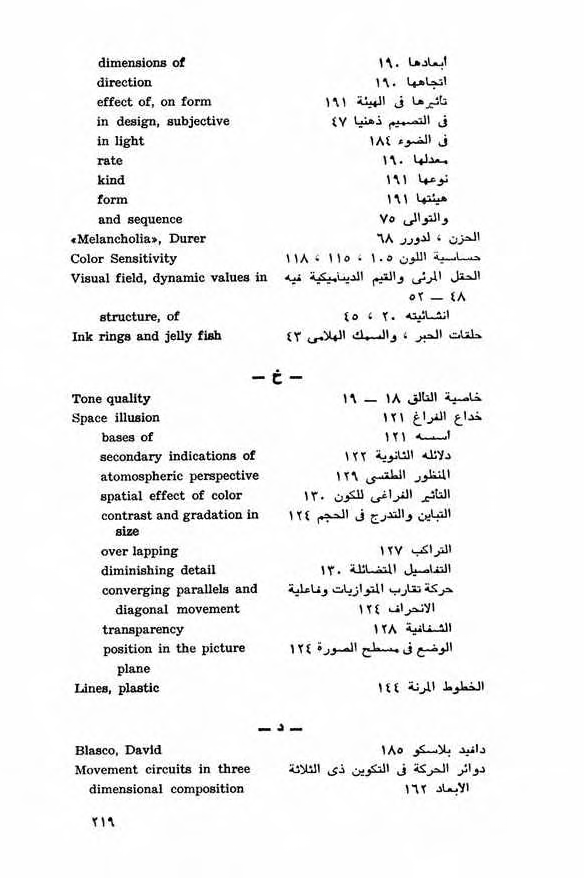 dimensions of أبعادها ١٩٠
direction اتجاهها ١٩٠
effect of, on form تأثيرها فى الهيئة ١٩١
in design, subjective فى التصميم ذهنيا ٤٧
in light فى الضوء ١٨٤
rate معدلها ١٩٠
kind نوعها ١٩١
form هيئتها ١٩١
and sequence والتوالى ٧٥
«Melancholia», Durer الحزن ، لدورر ٦٨
Color Sensitivity حساسية اللون ١٠٥ ، ١١٥ ، ١١٨
Visual field, dynamic values in الحقل المرئى والقيم الديناميكية فيه
٤٨ — ٥٢
structure, of انشائيته ٢٠ ، ٤٥
Ink rings and jelly fish حلقات الحبر ، والسمك الهلامى ٤٣
— خ —
Tone quality خاصية التالق ١٨ — ١٩
Space illusion خداع الفراغ ١٢١
bases of أسسه ١٢١
secondary indications of دلائله الثانوية ١٢٢
atomospheric perspective المنظور الطقسى ١٢٩
spatial effect of color التأثير الفراغى للكون ١٣٠
contrast and gradation in التباين والتدرج فى الحجم ١٢٤
size
over lapping التراكب ١٢٧
diminishing detail التفاصيل المتضائلة ١٣٠
converging parallels and حركة تقارب المتوازيات وفاعلية
diagonal movement الانحراف ١٢٤
transparency الشفافية ١٢٨
position in the picture الوضع فى سطح الصورة ١٢٤
plane
Lines, plastic الخطوط المرنة ١٤٤
— د —
Blasco, David دافيد بلاسكو ١٨٥
Movement circuits in three دوائر الحركة فى التكوين ذى الثلاثة
dimensional composition الابعاد ١٦٢
٢١٩